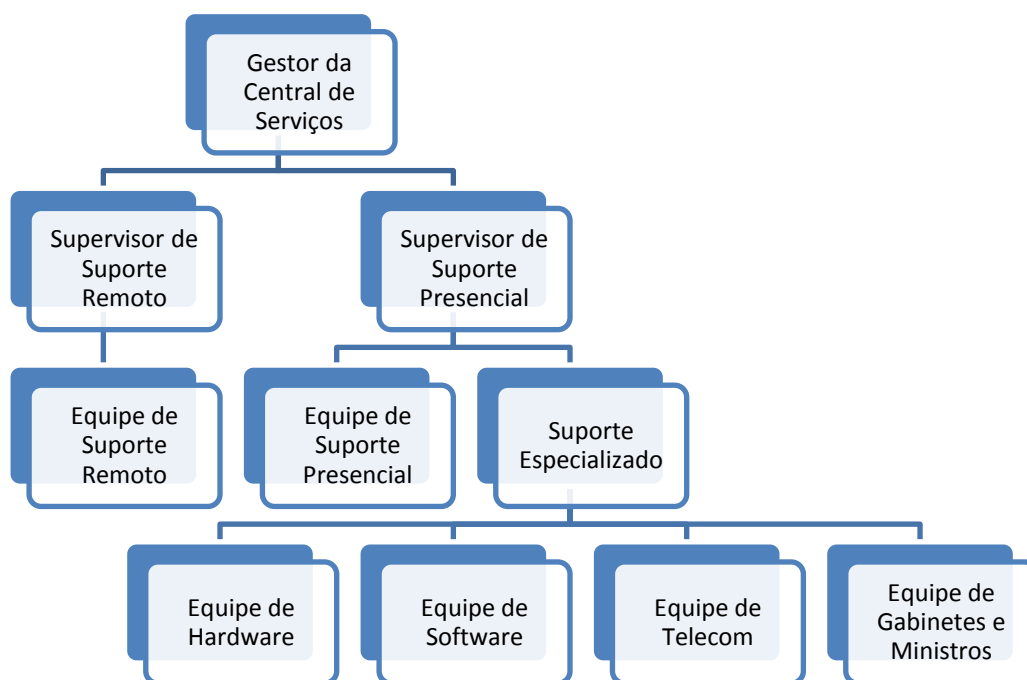 Gestor da
Central de
Serviços
Supervisor de
Suporte
Remoto
Supervisor de
Suporte
Presencial
Equipe de
Suporte
Remoto
Equipe de
Suporte
Presencial
Suporte
Especializado
Equipe de
Hardware
Equipe de
Software
Equipe de
Telecom
Equipe de
Gabinetes e
Ministros